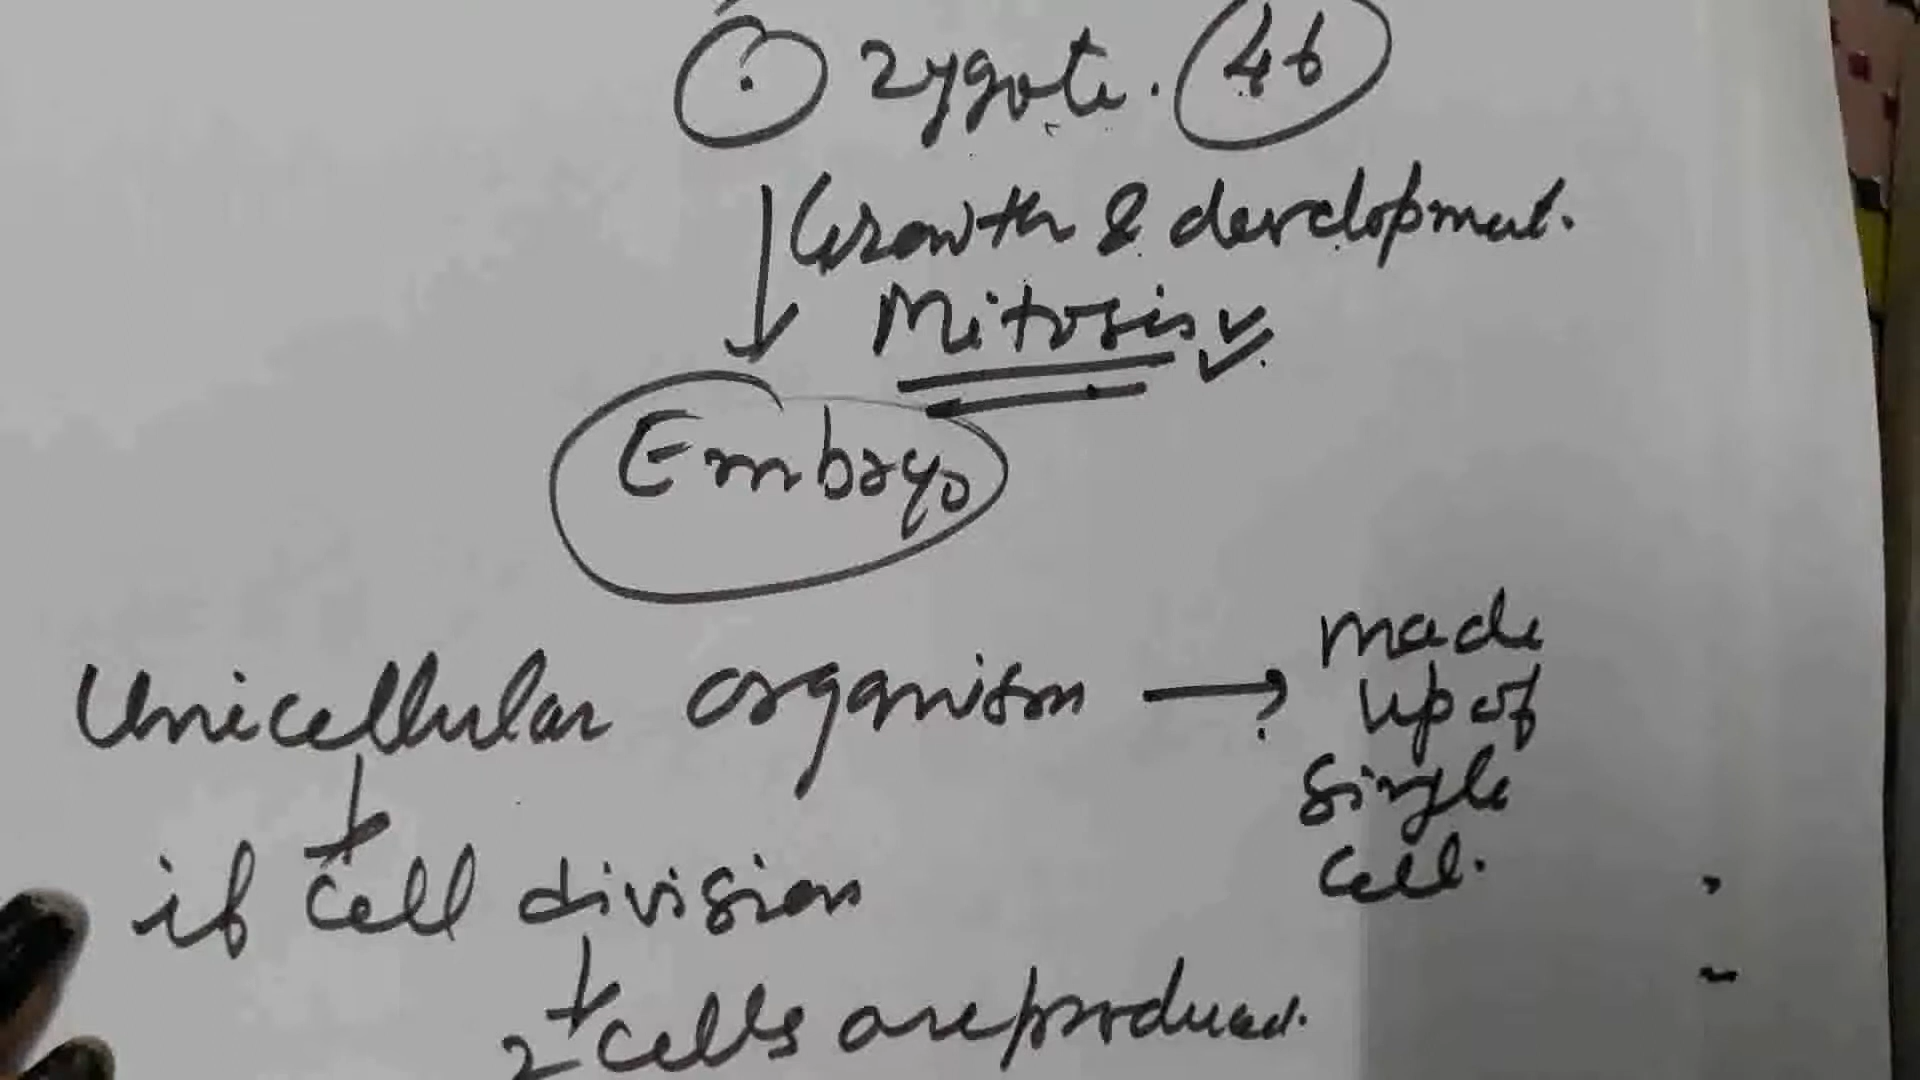 Zygote. 46
Growth & development.
Mitosis
Embryo
Unicellular organism → made
up of
single
cell.
if cell division
2 cells are produced.